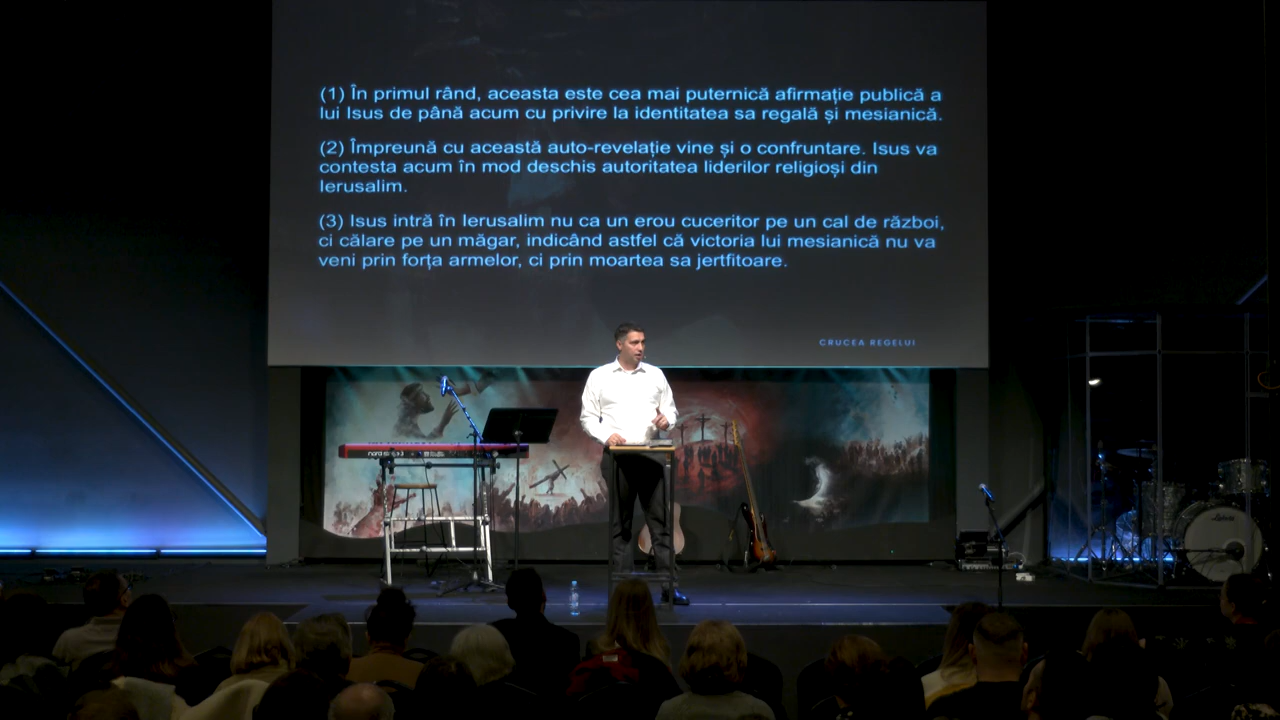 (1) În primul rând, aceasta este cea mai puternică afirmație publică a
lui Isus de până acum cu privire la identitatea sa regală și mesianică.
(2) Împreună cu această auto-revelație vine și o confruntare. Isus va
contesta acum în mod deschis autoritatea liderilor religioși din
Ierusalim.
(3) Isus intră în Ierusalim nu ca un erou cuceritor pe un cal de război,
ci călare pe un măgar, indicând astfel că victoria lui mesianică nu va
veni prin forța armelor, ci prin moartea sa jertfitoare.
CRUCEA REGELUI
nord
Ludwig